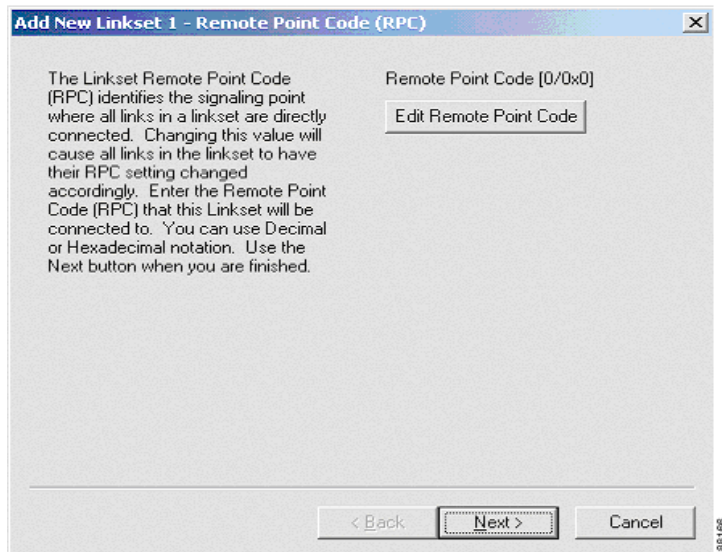 Add New Linkset 1 - Remote Point Code (RPC)
The Linkset Remote Point Code
(RPC) identifies the signaling point
where all links in a linkset are directly
connected.  Changing this value will
cause all links in the linkset to have
their RPC setting changed
accordingly.  Enter the Remote Point
Code (RPC) that this Linkset will be
connected to.  You can use Decimal
or Hexadecimal notation.  Use the
Next button when you are finished.
Remote Point Code [0/0x0]
Edit Remote Point Code
< Back
Next >
Cancel